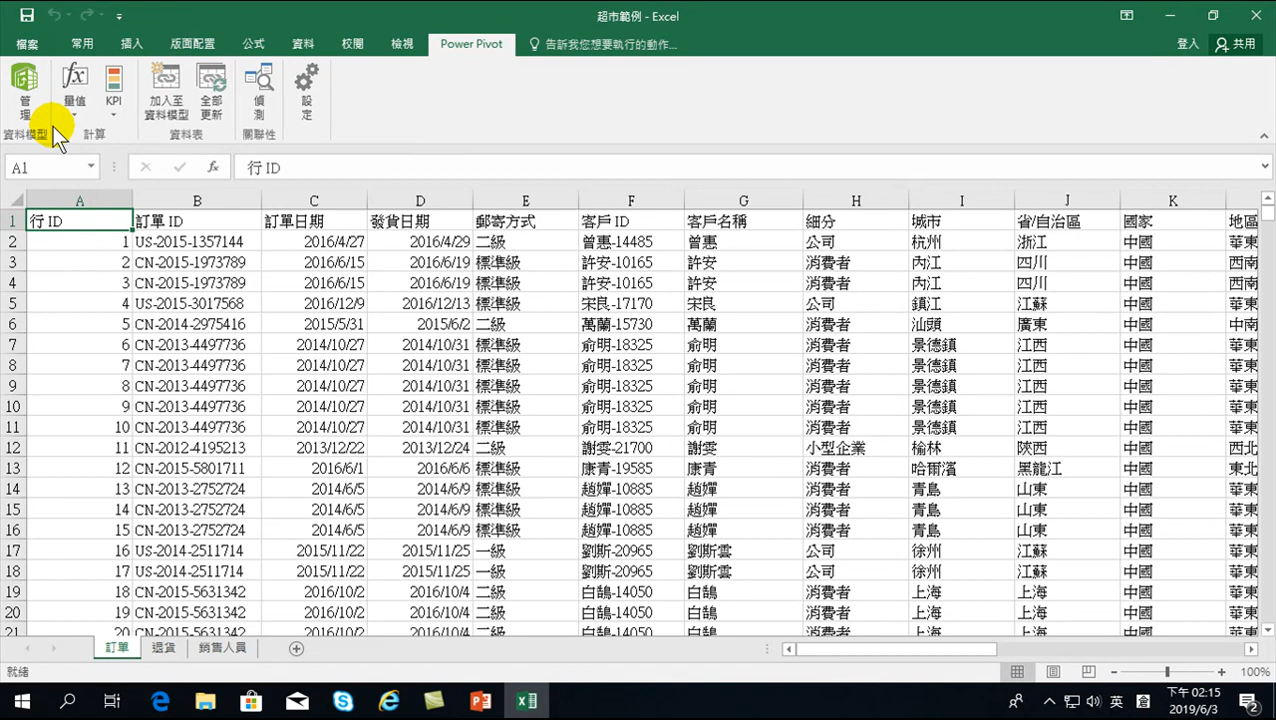 超市範例 - Excel
檔案 常用 插入 版面配置 公式 資料 校閱 檢視 Power Pivot 告訴我您想要執行的動作... 登入 共用
管理 量值 KPI 加入至資料模型 全部更新 偵測 設定
資料模型 計算 資料表 關聯性
A1 fx 行 ID
A B C D E F G H I J K
1 行 ID 訂單 ID 訂單日期 發貨日期 郵寄方式 客戶 ID 客戶名稱 細分 城市 省/自治區 國家 地區
2 1 US-2015-1357144 2016/4/27 2016/4/29 二級 曾惠-14485 曾惠 公司 杭州 浙江 中國 華東
3 2 CN-2015-1973789 2016/6/15 2016/6/19 標準級 許安-10165 許安 消費者 內江 四川 中國 西南
4 3 CN-2015-1973789 2016/6/15 2016/6/19 標準級 許安-10165 許安 消費者 內江 四川 中國 西南
5 4 US-2015-3017568 2016/12/9 2016/12/13 標準級 宋良-17170 宋良 公司 鎮江 江蘇 中國 華東
6 5 CN-2014-2975416 2015/5/31 2015/6/2 二級 萬蘭-15730 萬蘭 消費者 汕頭 廣東 中國 中南
7 6 CN-2013-4497736 2014/10/27 2014/10/31 標準級 俞明-18325 俞明 消費者 景德鎮 江西 中國 華東
8 7 CN-2013-4497736 2014/10/27 2014/10/31 標準級 俞明-18325 俞明 消費者 景德鎮 江西 中國 華東
9 8 CN-2013-4497736 2014/10/27 2014/10/31 標準級 俞明-18325 俞明 消費者 景德鎮 江西 中國 華東
10 9 CN-2013-4497736 2014/10/27 2014/10/31 標準級 俞明-18325 俞明 消費者 景德鎮 江西 中國 華東
11 10 CN-2013-4497736 2014/10/27 2014/10/31 標準級 俞明-18325 俞明 消費者 景德鎮 江西 中國 華東
12 11 CN-2012-4195213 2013/12/22 2013/12/24 二級 謝雯-21700 謝雯 小型企業 榆林 陝西 中國 西北
13 12 CN-2015-5801711 2016/6/1 2016/6/6 標準級 康青-19585 康青 消費者 哈爾濱 黑龍江 中國 東北
14 13 CN-2013-2752724 2014/6/5 2014/6/9 標準級 趙嬋-10885 趙嬋 消費者 青島 山東 中國 華東
15 14 CN-2013-2752724 2014/6/5 2014/6/9 標準級 趙嬋-10885 趙嬋 消費者 青島 山東 中國 華東
16 15 CN-2013-2752724 2014/6/5 2014/6/9 標準級 趙嬋-10885 趙嬋 消費者 青島 山東 中國 華東
17 16 US-2014-2511714 2015/11/22 2015/11/25 一級 劉斯-20965 劉斯雲 公司 徐州 江蘇 中國 華東
18 17 US-2014-2511714 2015/11/22 2015/11/25 一級 劉斯-20965 劉斯雲 公司 徐州 江蘇 中國 華東
19 18 CN-2015-5631342 2016/10/2 2016/10/4 二級 白鵠-14050 白鵠 消費者 上海 上海 中國 華東
20 19 CN-2015-5631342 2016/10/2 2016/10/4 二級 白鵠-14050 白鵠 消費者 上海 上海 中國 華東
21 20 CN-2015-5631342 2016/10/2 2016/10/4 二級 白鵠-14050 白鵠 消費者 上海 上海 中國 華東
訂單 退貨 銷售人員
就緒 100%
英 下午 02:15
2019/6/3 2